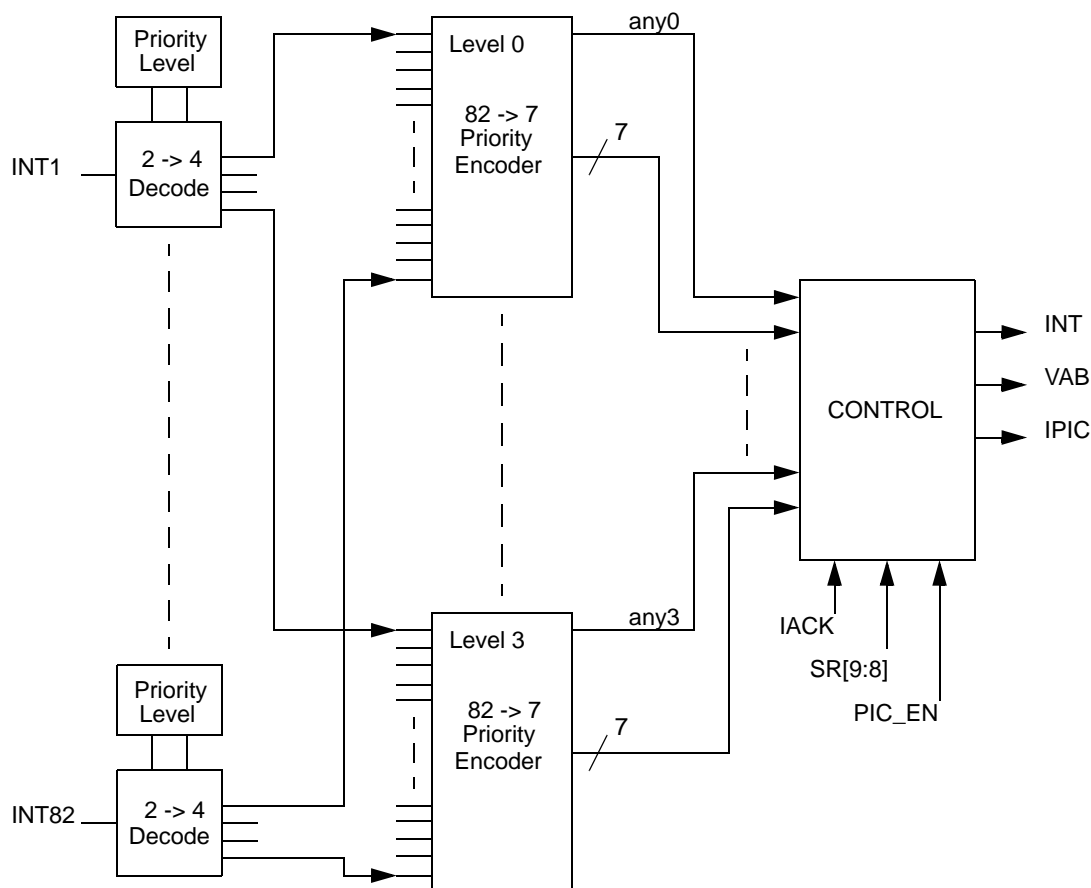 Priority
Level
INT1
2 -> 4
Decode
Level 0
82 -> 7
Priority
Encoder
any0
7
CONTROL
INT
VAB
IPIC
IACK
SR[9:8]
PIC_EN
Priority
Level
INT82
2 -> 4
Decode
Level 3
82 -> 7
Priority
Encoder
any3
7